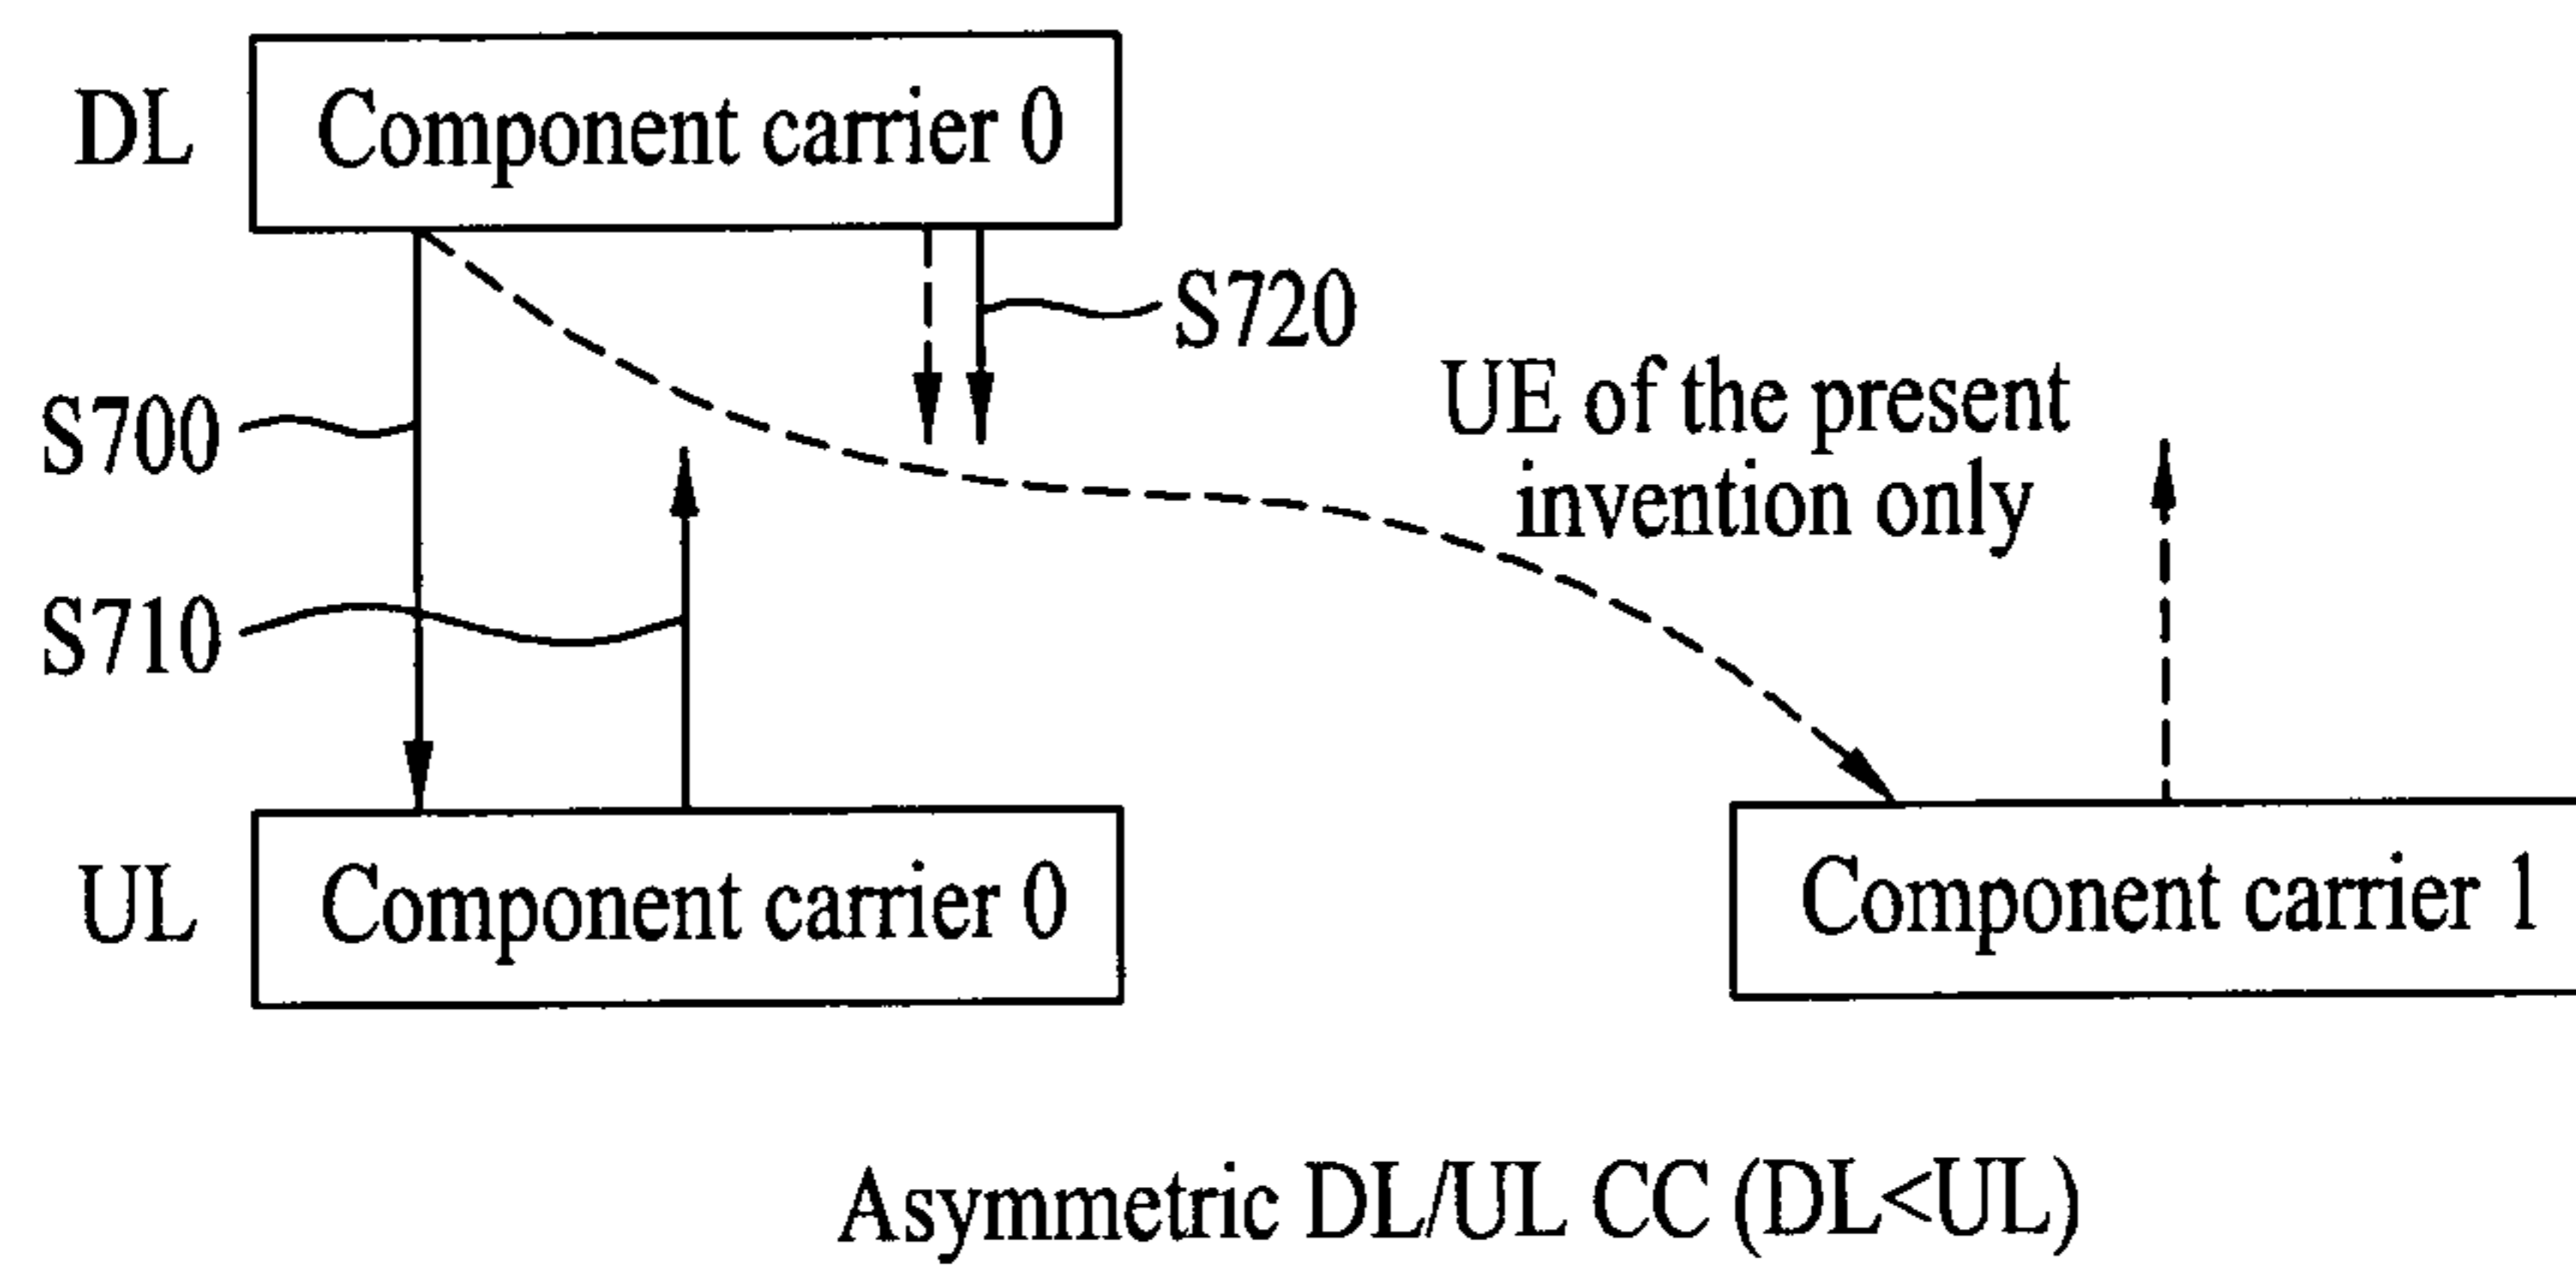 DL
Component carrier 0
S720
S700
UE of the present
invention only
S710
UL
Component carrier 0
Component carrier 1
Asymmetric DL/UL CC (DL<UL)